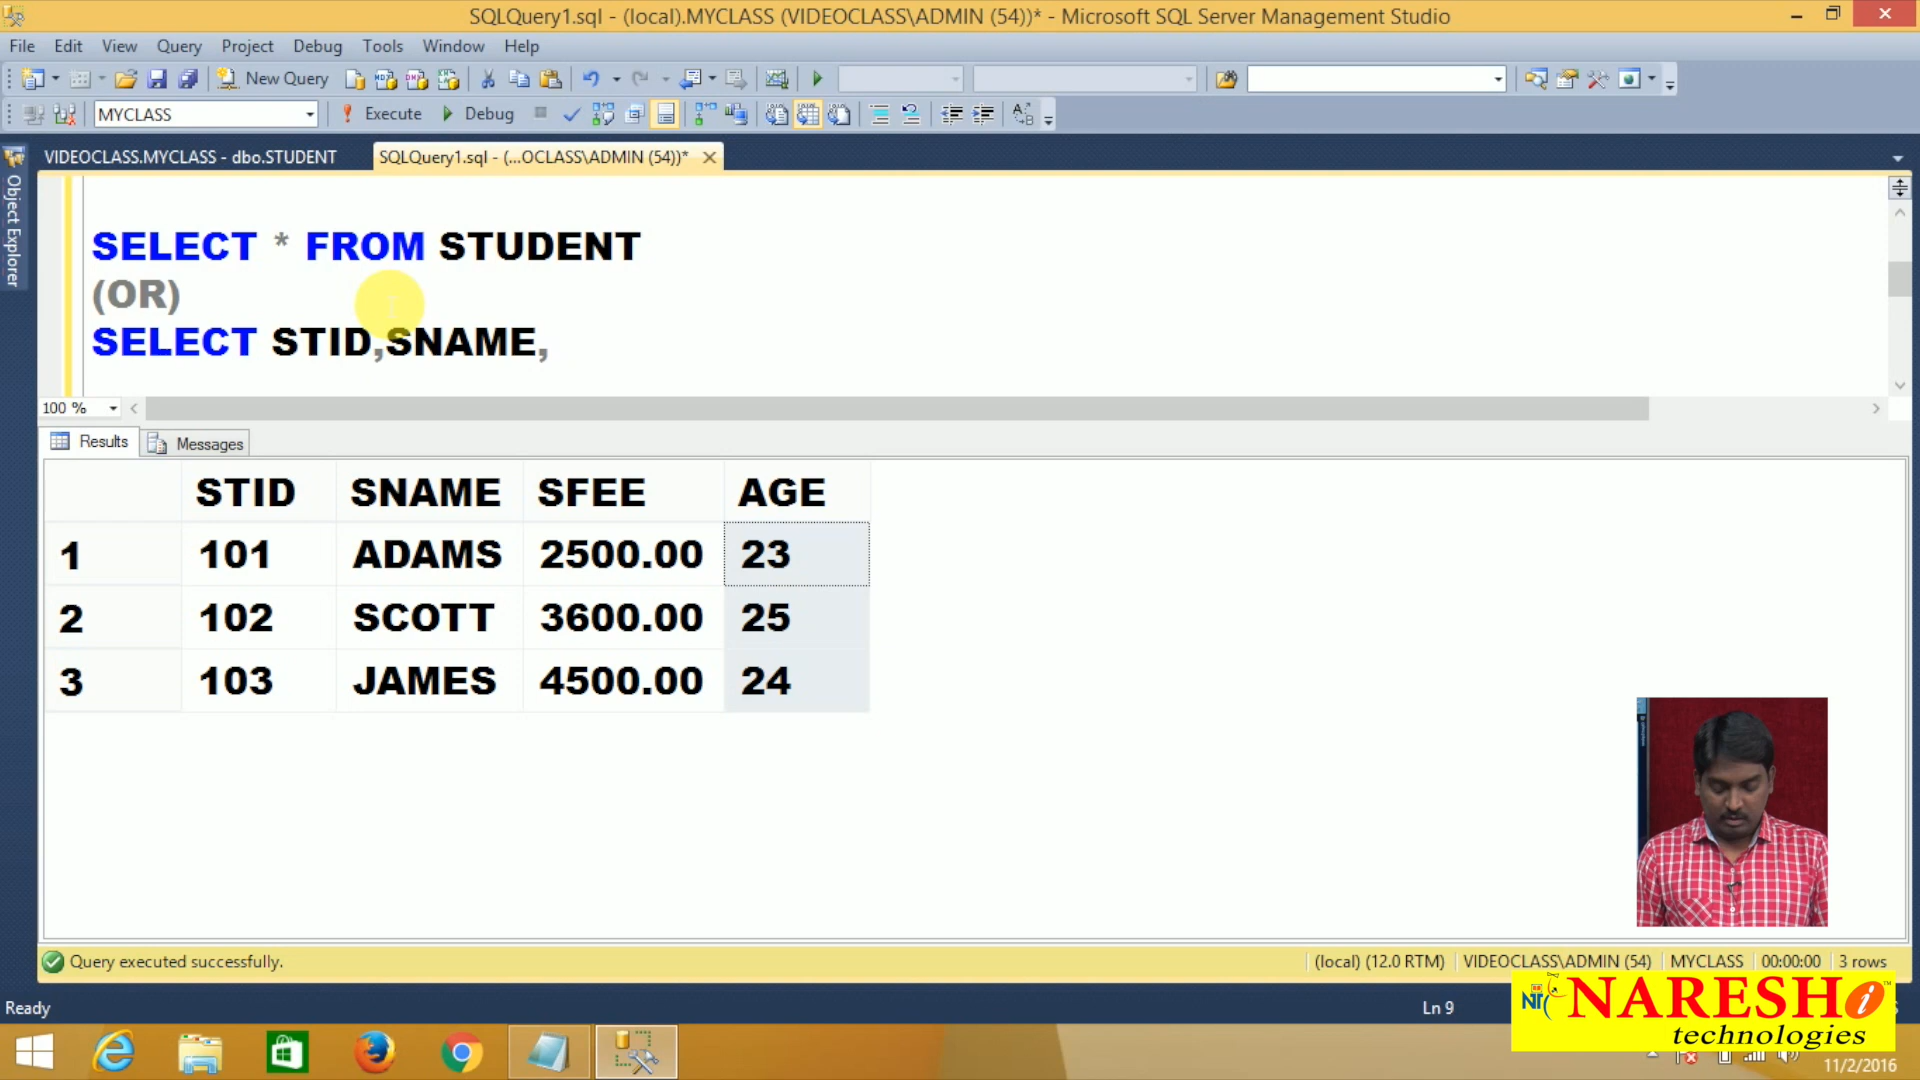 SQLQuery1.sql - (local).MYCLASS (VIDEOCLASS\ADMIN (54))* - Microsoft SQL Server Management Studio
File Edit View Query Project Debug Tools Window Help
New Query
MYCLASS Execute Debug
VIDEOCLASS.MYCLASS - dbo.STUDENT SQLQuery1.sql - (...OCLASS\ADMIN (54))*
Object Explorer
SELECT * FROM STUDENT
(OR)
SELECT STID,SNAME,
100 %
Results Messages
STID SNAME SFEE AGE
1 101 ADAMS 2500.00 23
2 102 SCOTT 3600.00 25
3 103 JAMES 4500.00 24
Query executed successfully. (local) (12.0 RTM) VIDEOCLASS\ADMIN (54) MYCLASS 00:00:00 3 rows
Ready Ln 9
NARESH i
technologies
11/2/2016